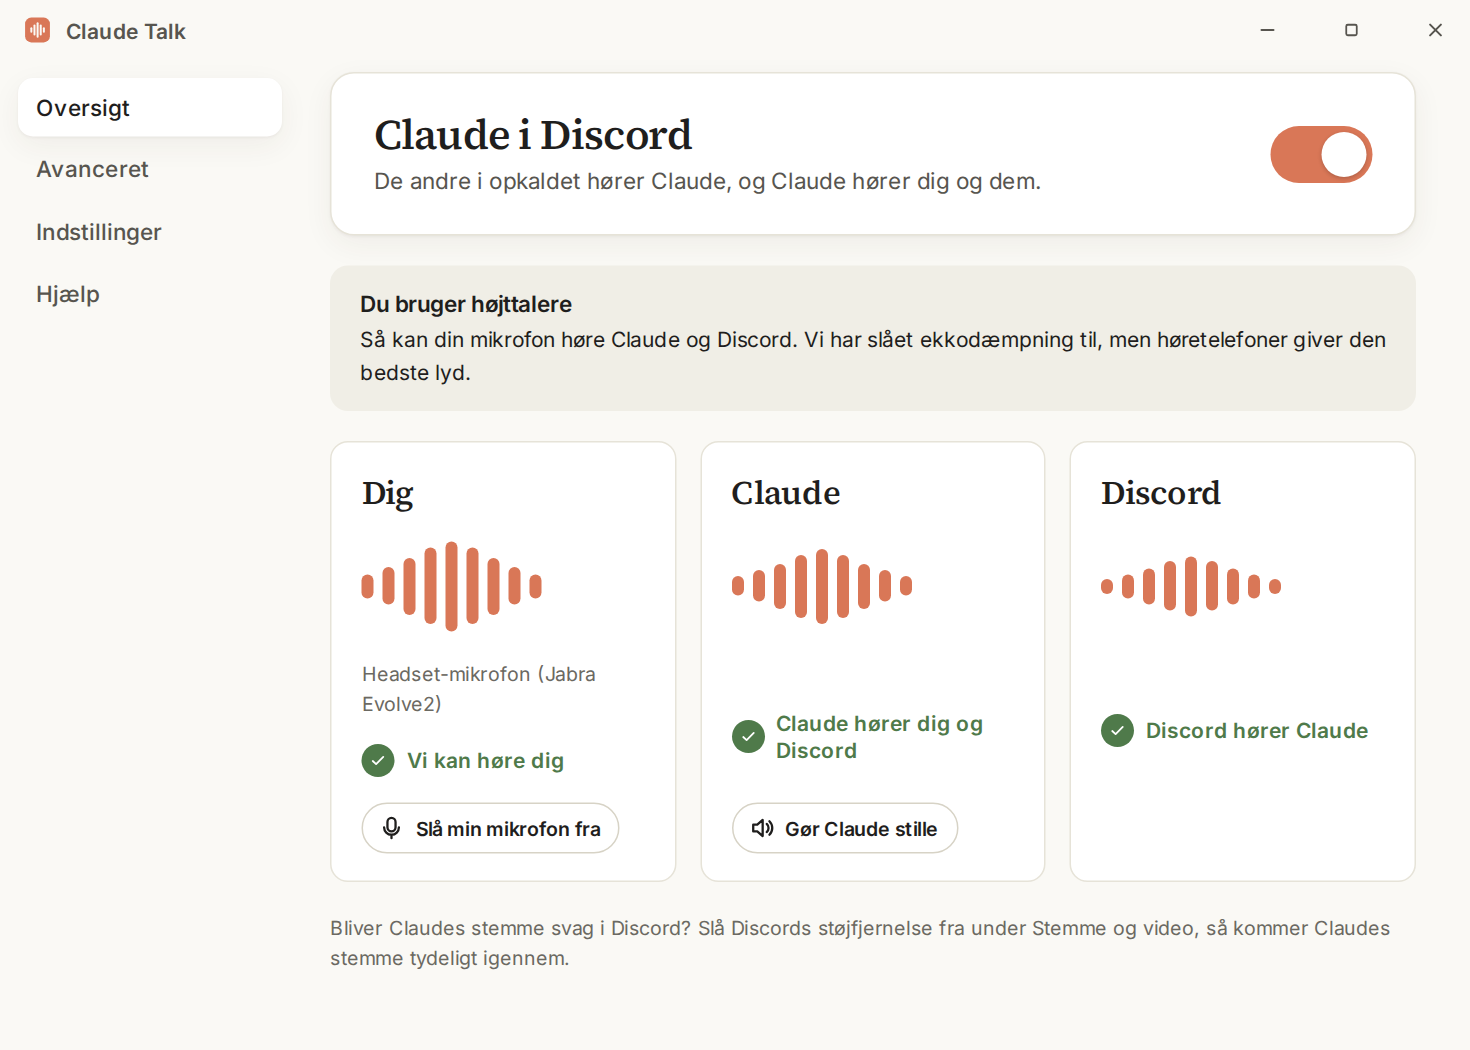 Claude Talk
Oversigt
Avanceret
Indstillinger
Hjælp
Claude i Discord
De andre i opkaldet hører Claude, og Claude hører dig og dem.
Du bruger højttalere
Så kan din mikrofon høre Claude og Discord. Vi har slået ekkodæmpning til, men høretelefoner giver den
bedste lyd.
Dig
Headset-mikrofon (Jabra
Evolve2)
Vi kan høre dig
Slå min mikrofon fra
Claude
Claude hører dig og
Discord
Gør Claude stille
Discord
Discord hører Claude
Bliver Claudes stemme svag i Discord? Slå Discords støjfjernelse fra under Stemme og video, så kommer Claudes
stemme tydeligt igennem.